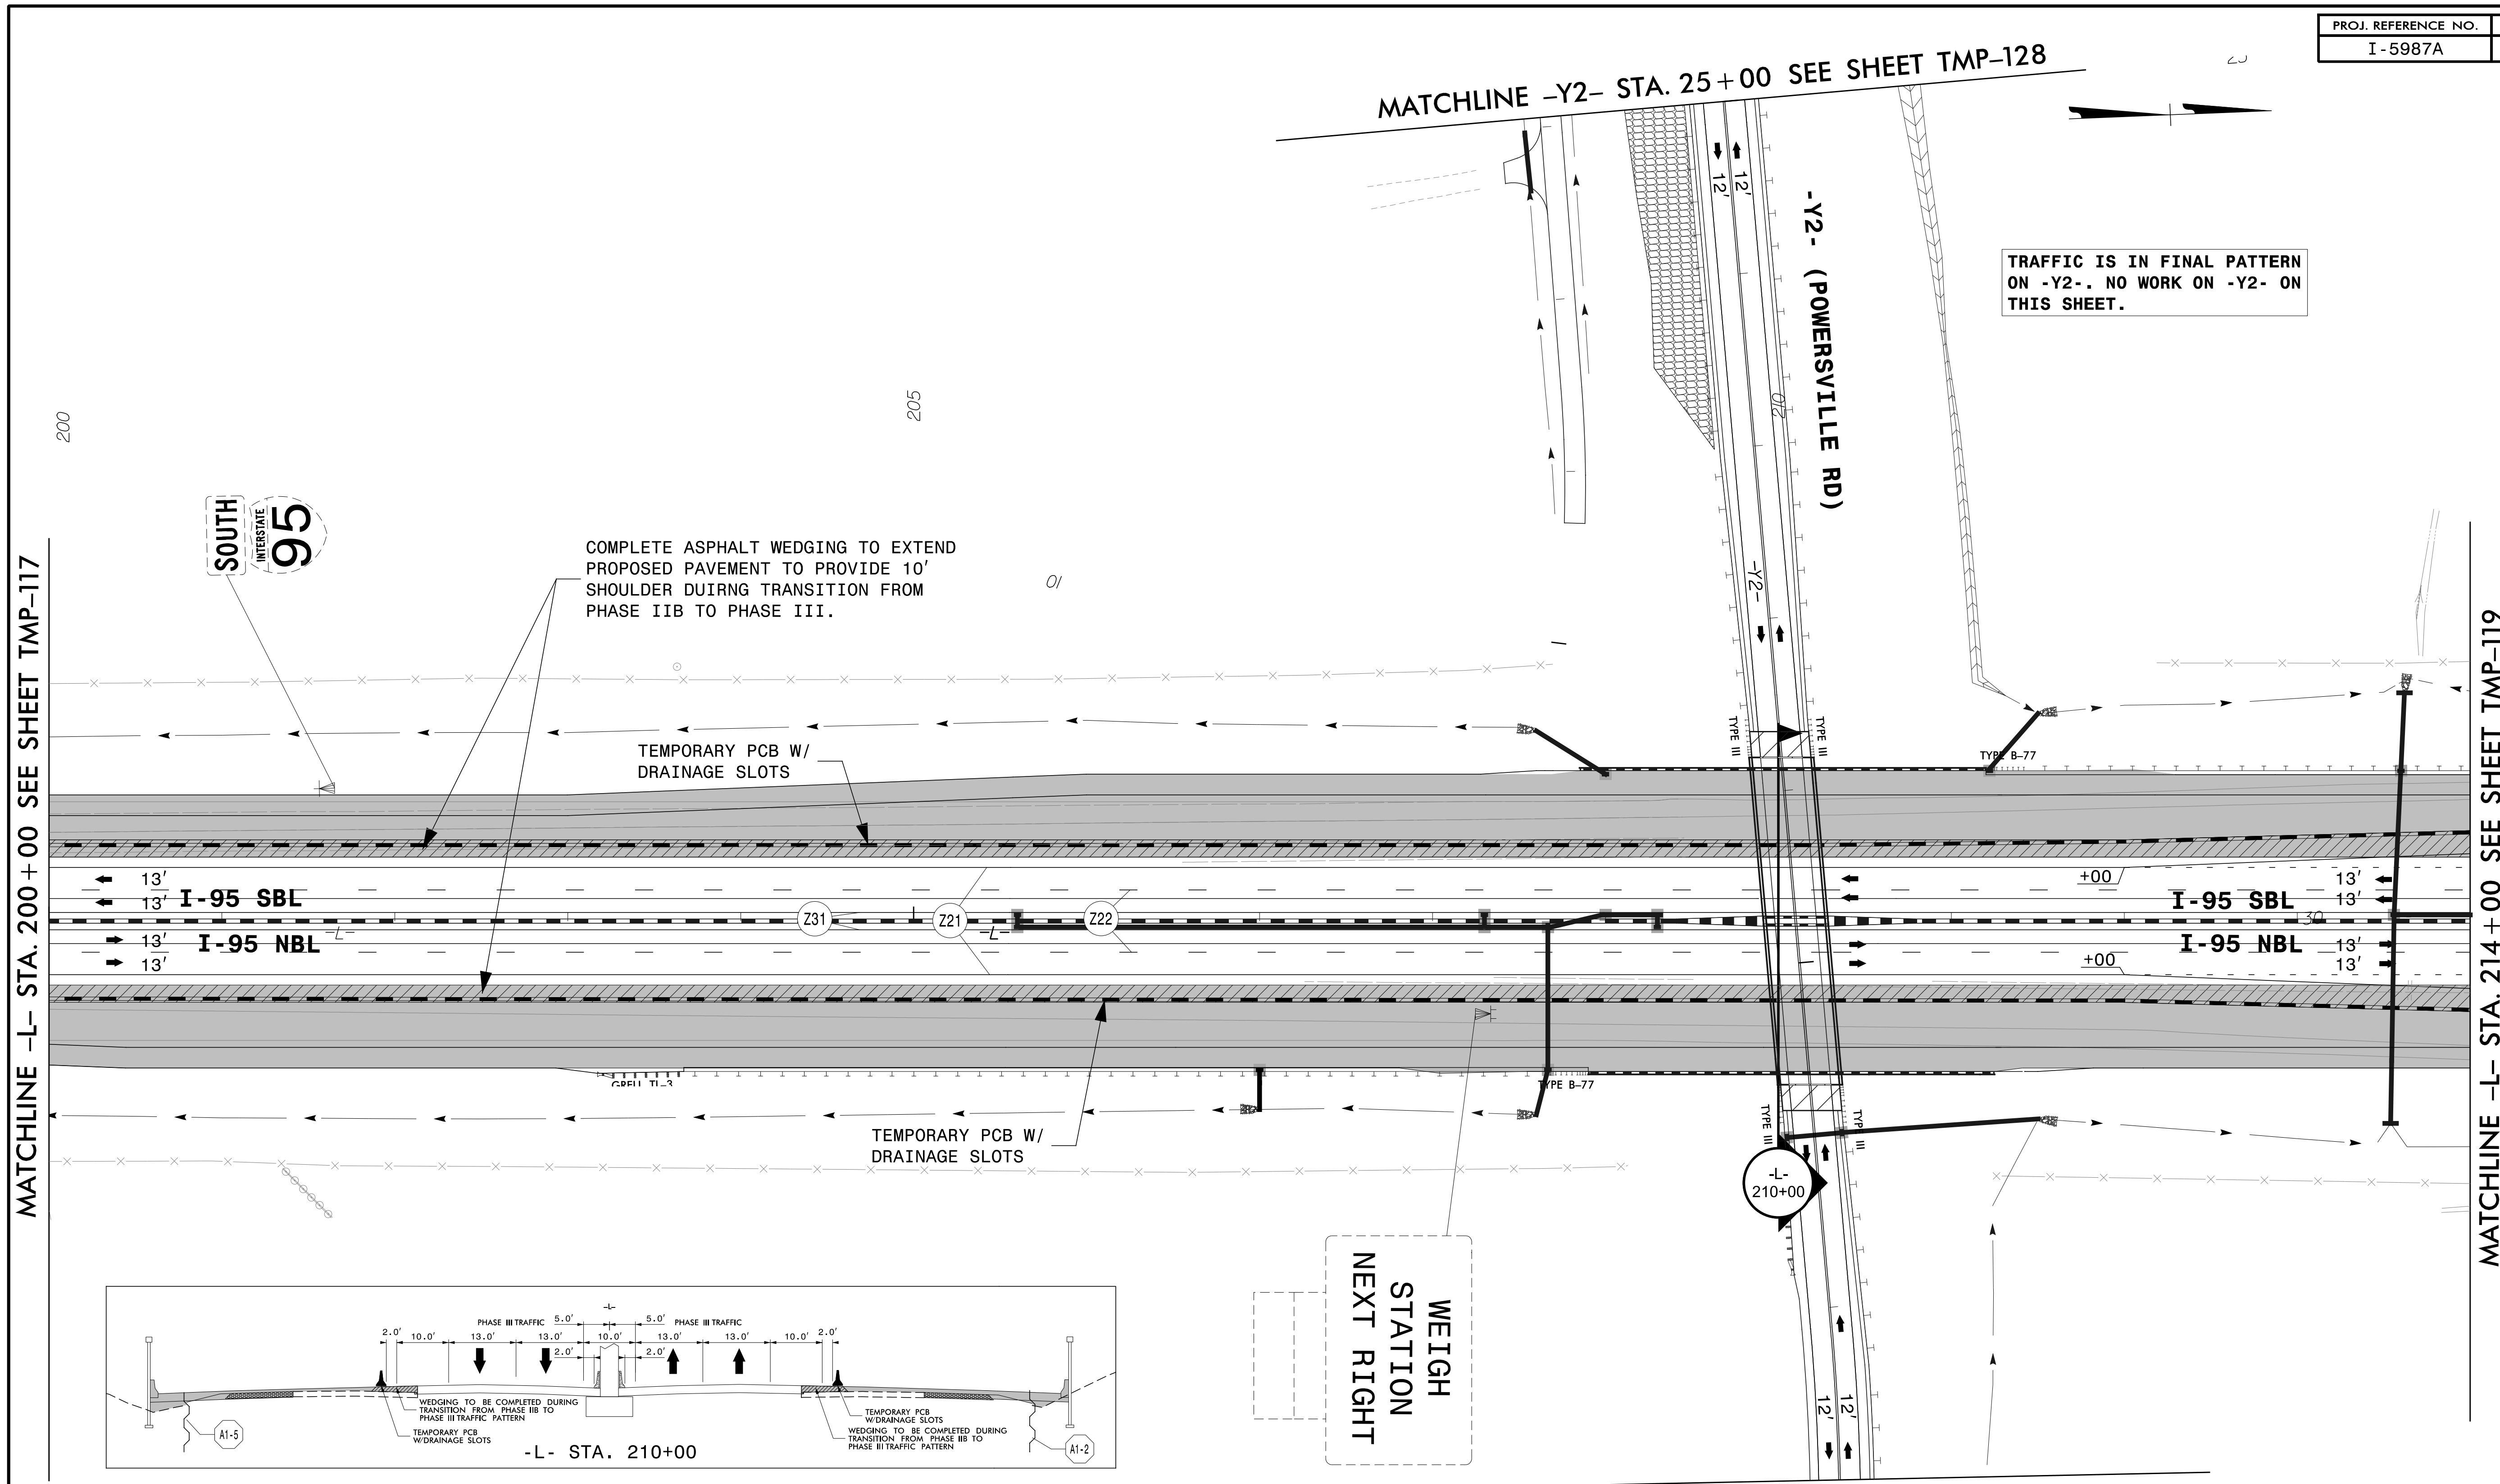 PROJ. REFERENCE NO.
I-5987A
MATCHLINE –Y2– STA. 25+00 SEE SHEET TMP–128
12'
12'
-Y2- (POWERSVILLE RD)
TRAFFIC IS IN FINAL PATTERN
ON -Y2-. NO WORK ON -Y2- ON
THIS SHEET.
200
205
210
SOUTH
INTERSTATE
95
COMPLETE ASPHALT WEDGING TO EXTEND
PROPOSED PAVEMENT TO PROVIDE 10'
SHOULDER DUIRNG TRANSITION FROM
PHASE IIB TO PHASE III.
-Y2-
MATCHLINE –L– STA. 200+00 SEE SHEET TMP–117
MATCHLINE –L– STA. 214+00 SEE SHEET TMP–119
TEMPORARY PCB W/
DRAINAGE SLOTS
TYPE III
TYPE III
TYPE B–77
13'
13'
I-95 SBL
13'
13'
I-95 NBL
-L-
Z31
Z21
-L-
Z22
+00
13'
13'
I-95 SBL
30
I-95 NBL
13'
13'
+00
GREU TL–3
TYPE B–77
TEMPORARY PCB W/
DRAINAGE SLOTS
TYPE III
TYPE III
-L-
210+00
WEIGH
STATION
NEXT RIGHT
12'
12'
-L-
PHASE III TRAFFIC
5.0'
5.0'
PHASE III TRAFFIC
2.0'
10.0'
13.0'
13.0'
10.0'
13.0'
13.0'
10.0'
2.0'
2.0'
2.0'
WEDGING TO BE COMPLETED DURING
TRANSITION FROM PHASE IIB TO
PHASE III TRAFFIC PATTERN
TEMPORARY PCB
W/DRAINAGE SLOTS
TEMPORARY PCB
W/DRAINAGE SLOTS
WEDGING TO BE COMPLETED DURING
TRANSITION FROM PHASE IIB TO
PHASE III TRAFFIC PATTERN
A1-5
A1-2
-L- STA. 210+00